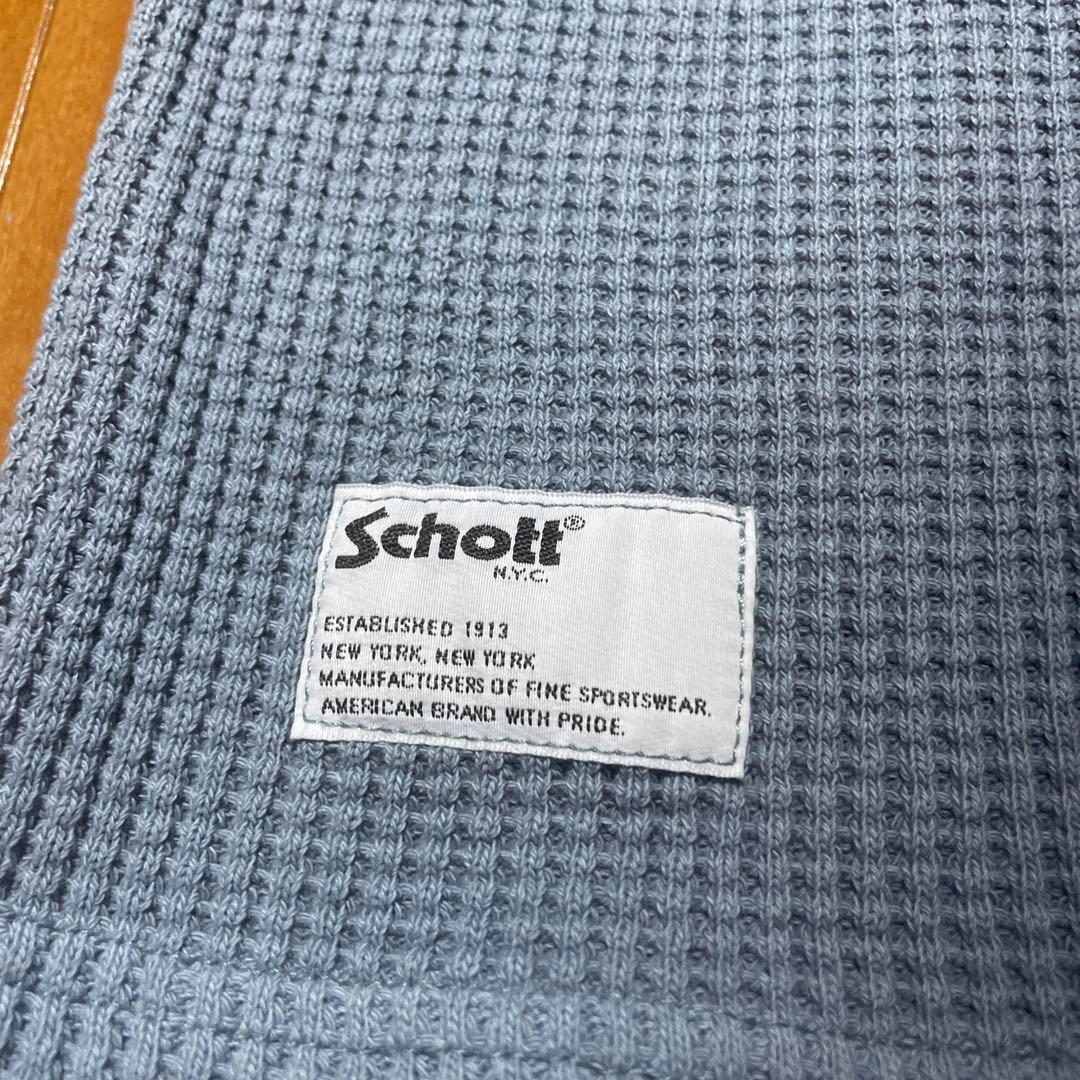 Schott®
N.Y.C.
ESTABLISHED 1913
NEW YORK, NEW YORK
MANUFACTURERS OF FINE SPORTSWEAR.
AMERICAN BRAND WITH PRIDE.